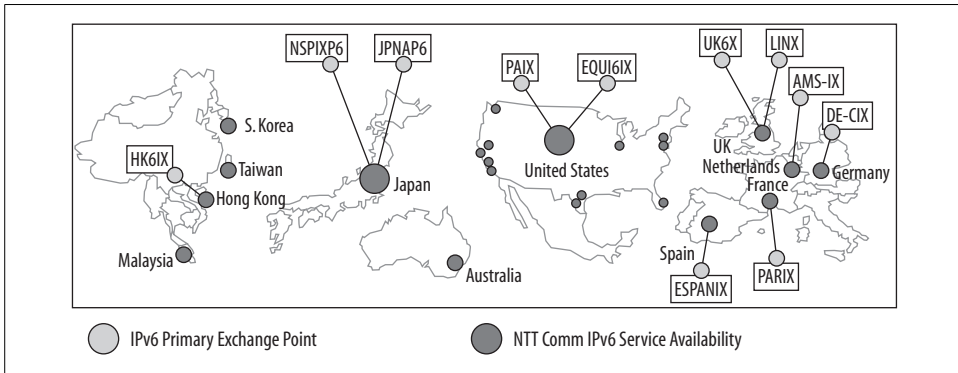 NSPIXP6
JPNAP6
PAIX
EQUI6IX
UK6X
LINX
AMS-IX
DE-CIX
S. Korea
HK6IX
Taiwan
Hong Kong
Japan
United States
UK
Netherlands
France
Germany
Malaysia
Australia
Spain
ESPANIX
PARIX
IPv6 Primary Exchange Point
NTT Comm IPv6 Service Availability